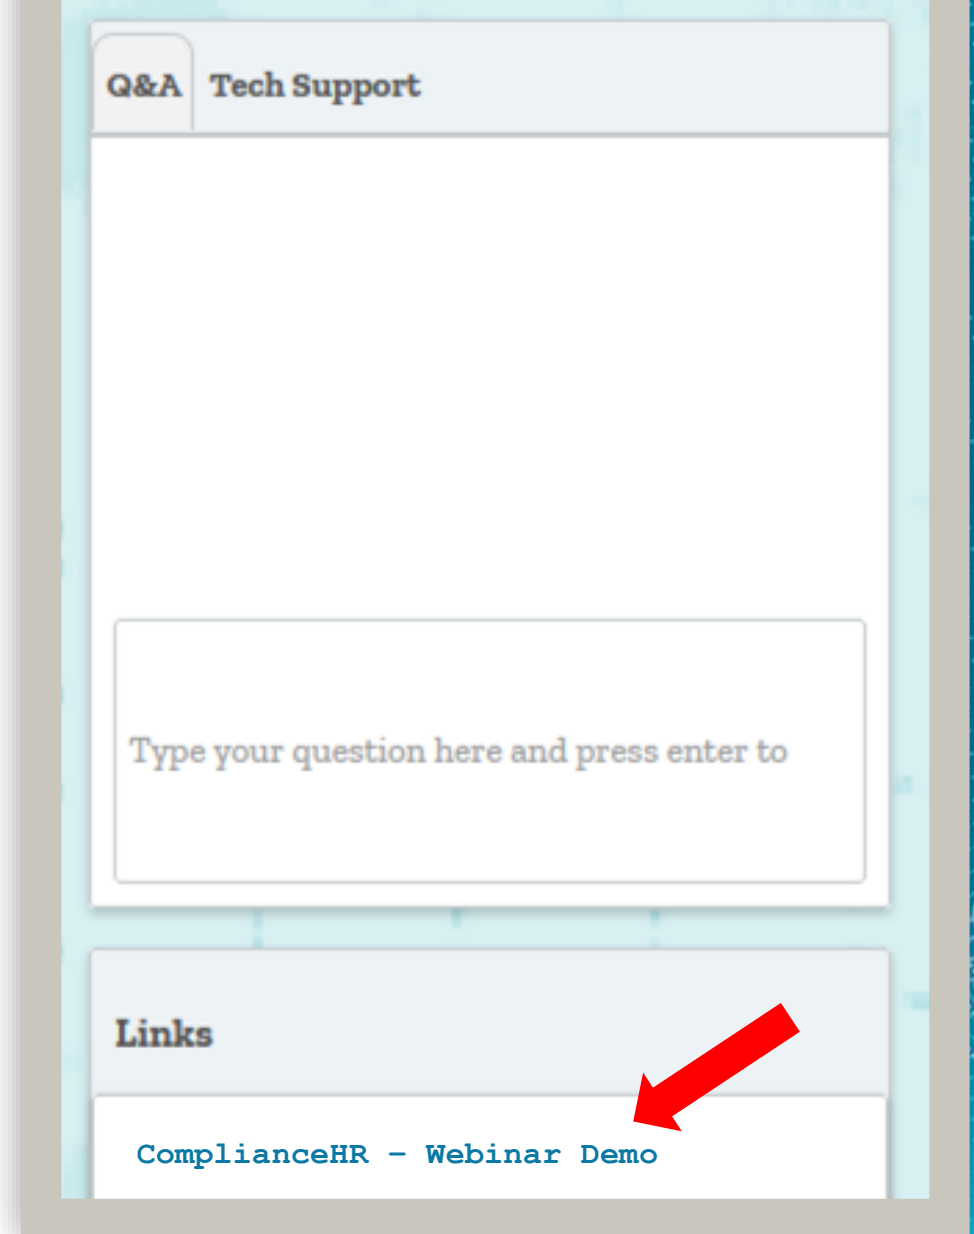 Q&A Tech Support
Type your question here and press enter to
Links
ComplianceHR – Webinar Demo